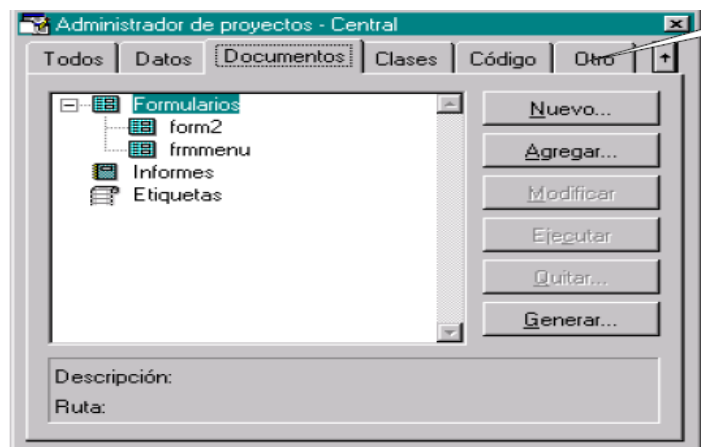 Administrador de proyectos - Central
Todos Datos Documentos Clases Código Otro
Formularios
form2
frmmenu
Informes
Etiquetas
Nuevo...
Agregar...
Modificar
Ejecutar
Quitar...
Generar...
Descripción:
Ruta: